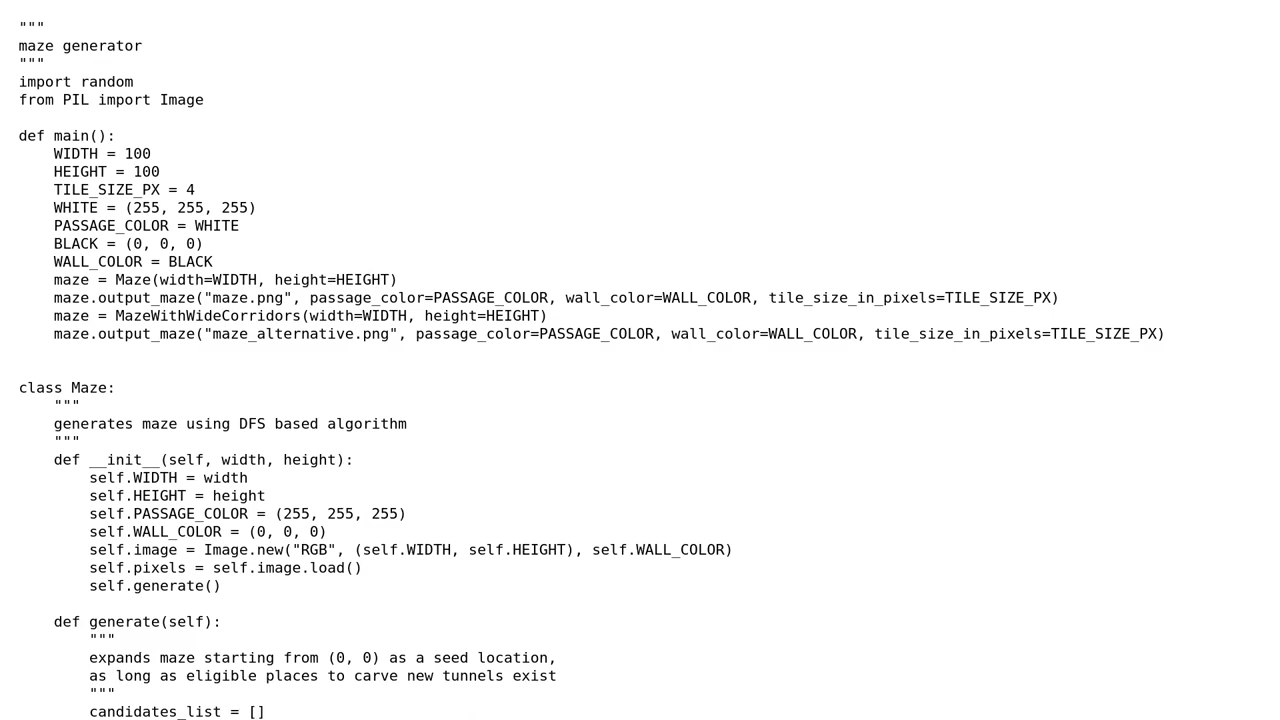 """
maze generator
"""
import random
from PIL import Image

def main():
    WIDTH = 100
    HEIGHT = 100
    TILE_SIZE_PX = 4
    WHITE = (255, 255, 255)
    PASSAGE_COLOR = WHITE
    BLACK = (0, 0, 0)
    WALL_COLOR = BLACK
    maze = Maze(width=WIDTH, height=HEIGHT)
    maze.output_maze("maze.png", passage_color=PASSAGE_COLOR, wall_color=WALL_COLOR, tile_size_in_pixels=TILE_SIZE_PX)
    maze = MazeWithWideCorridors(width=WIDTH, height=HEIGHT)
    maze.output_maze("maze_alternative.png", passage_color=PASSAGE_COLOR, wall_color=WALL_COLOR, tile_size_in_pixels=TILE_SIZE_PX)


class Maze:
    """
    generates maze using DFS based algorithm
    """
    def __init__(self, width, height):
        self.WIDTH = width
        self.HEIGHT = height
        self.PASSAGE_COLOR = (255, 255, 255)
        self.WALL_COLOR = (0, 0, 0)
        self.image = Image.new("RGB", (self.WIDTH, self.HEIGHT), self.WALL_COLOR)
        self.pixels = self.image.load()
        self.generate()

    def generate(self):
        """
        expands maze starting from (0, 0) as a seed location,
        as long as eligible places to carve new tunnels exist
        """
        candidates_list = []